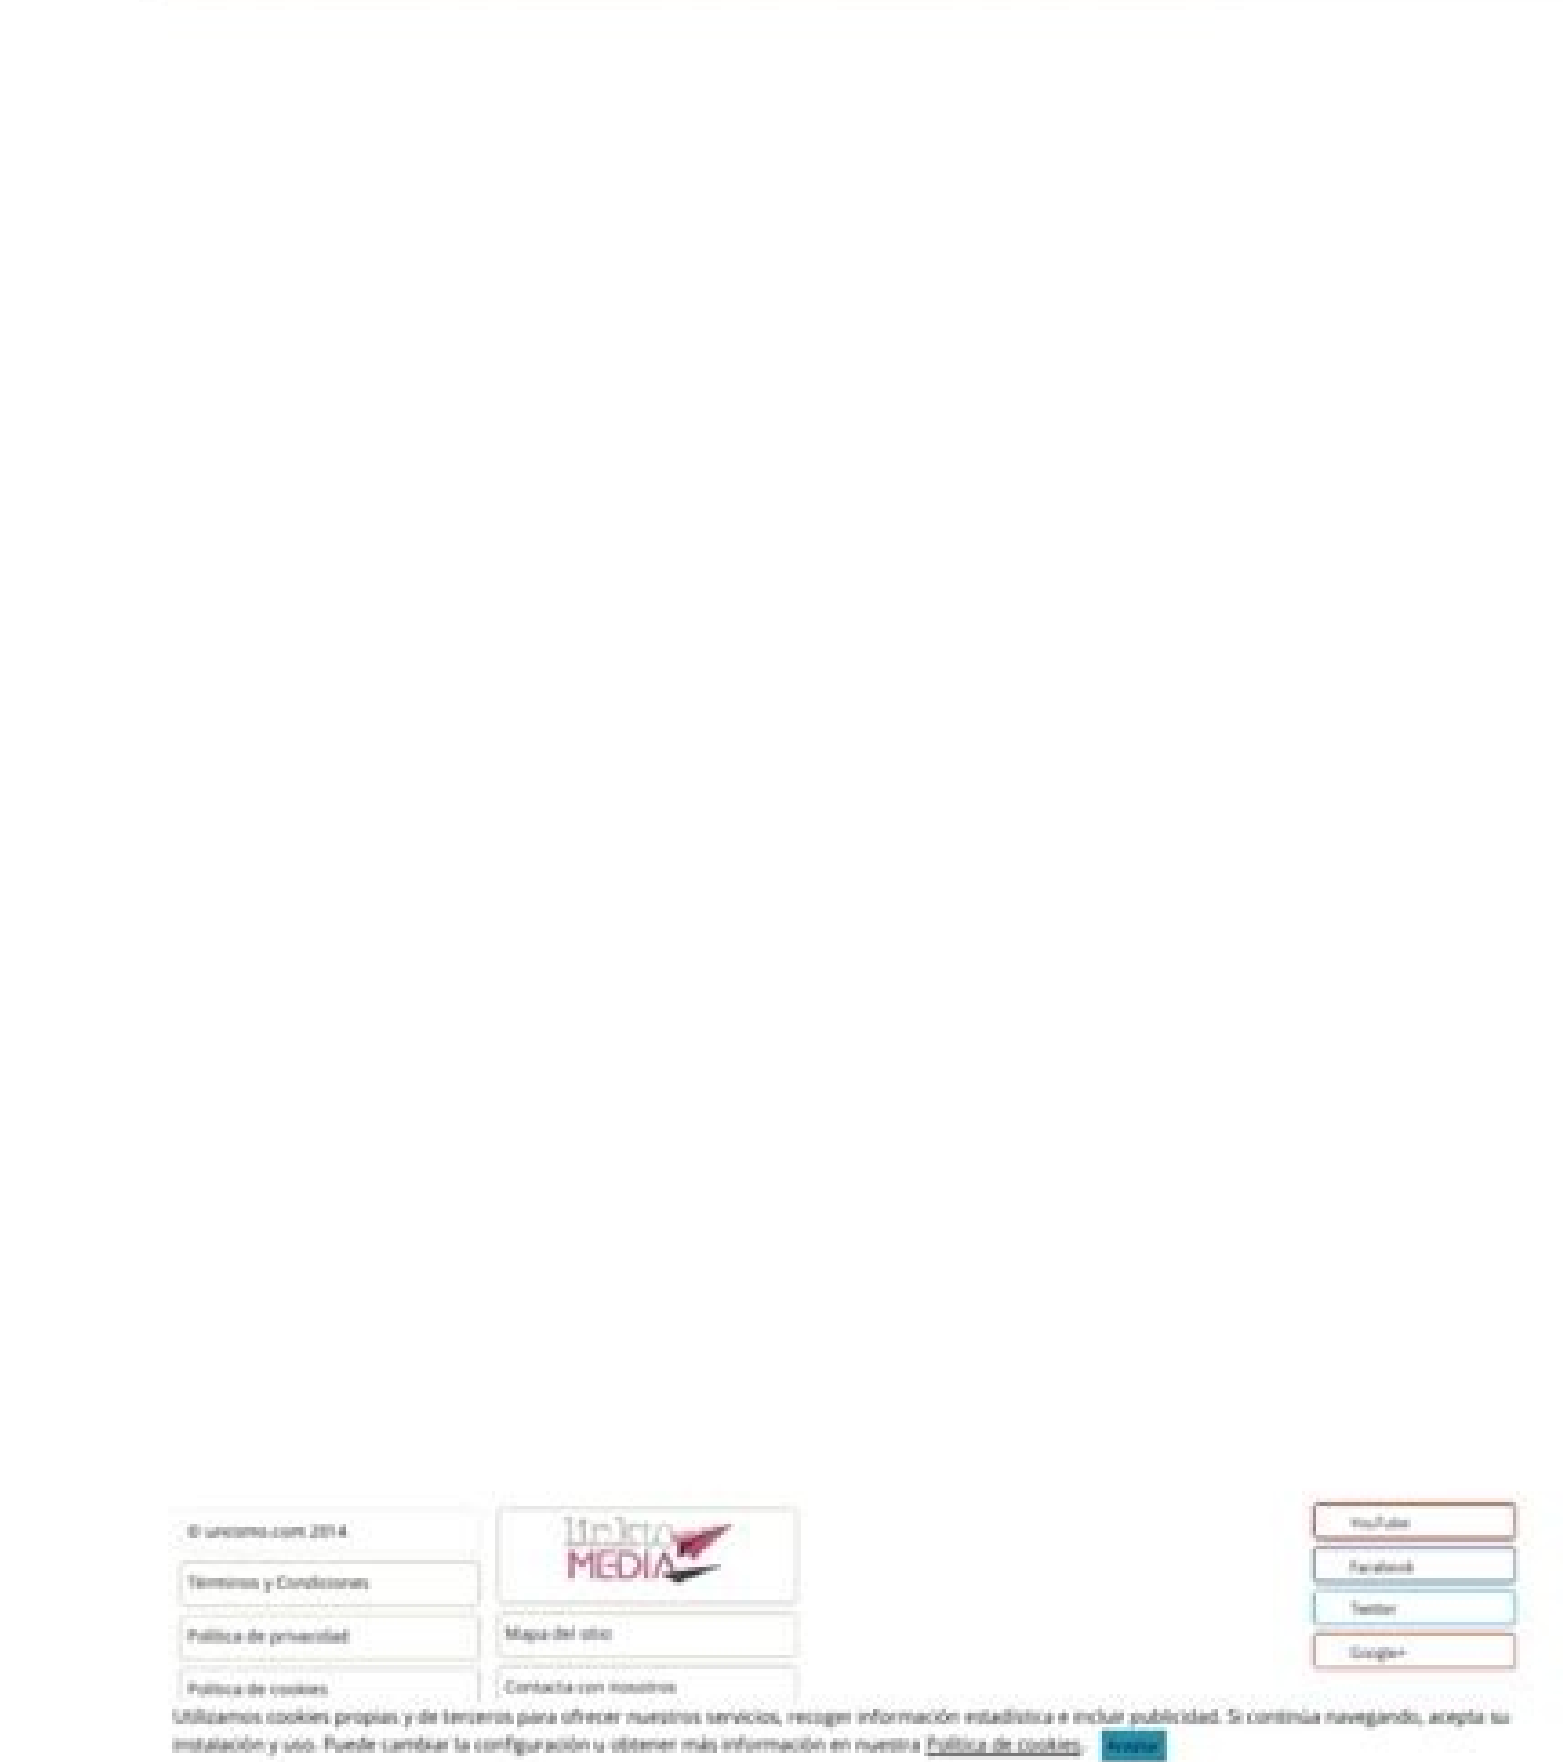 © uncomo.com 2014
Términos y Condiciones
Política de privacidad
Política de cookies
linkto
MEDIA
Mapa del sitio
Contacta con nosotros
YouTube
Facebook
Twitter
Google+
Utilizamos cookies propias y de terceros para ofrecer nuestros servicios, recoger información estadística e incluir publicidad. Si continúa navegando, acepta su
instalación y uso. Puede cambiar la configuración u obtener más información en nuestra Política de cookies. Aceptar